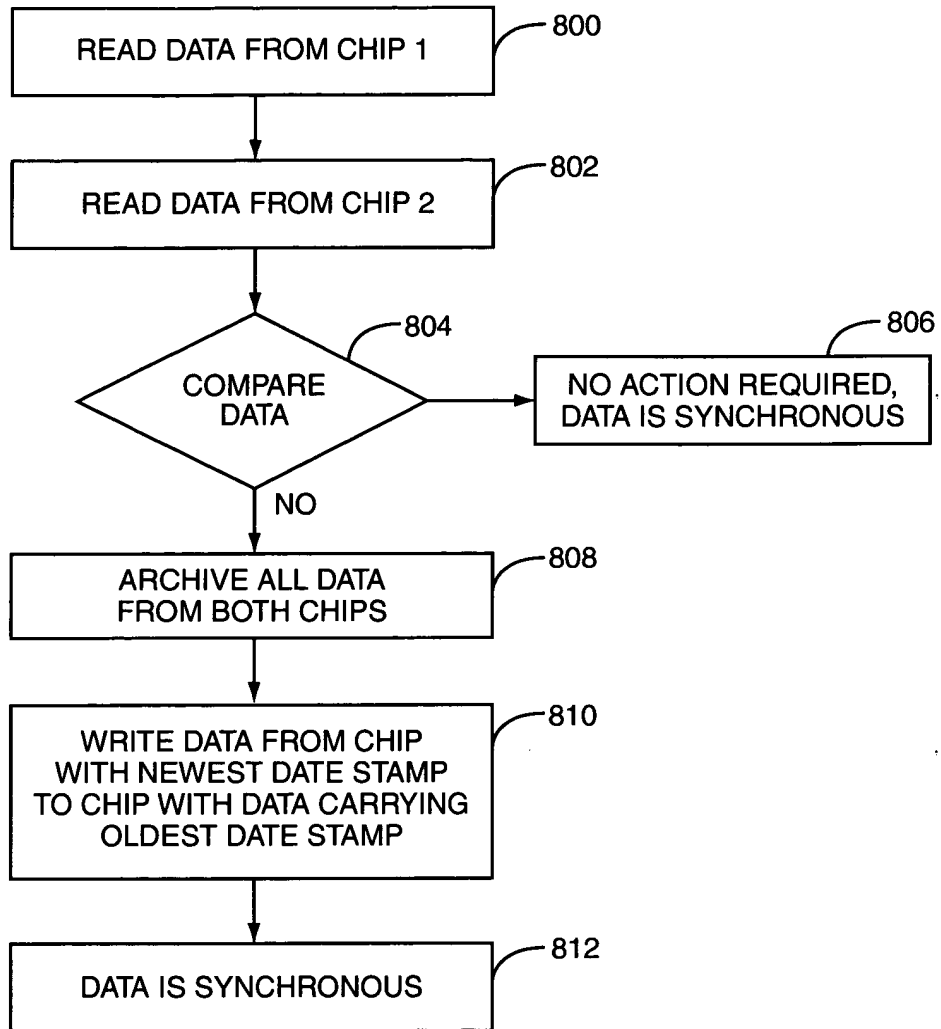 READ DATA FROM CHIP 1
800
READ DATA FROM CHIP 2
802
COMPARE
DATA
804
NO ACTION REQUIRED,
DATA IS SYNCHRONOUS
806
NO
ARCHIVE ALL DATA
FROM BOTH CHIPS
808
WRITE DATA FROM CHIP
WITH NEWEST DATE STAMP
TO CHIP WITH DATA CARRYING
OLDEST DATE STAMP
810
DATA IS SYNCHRONOUS
812